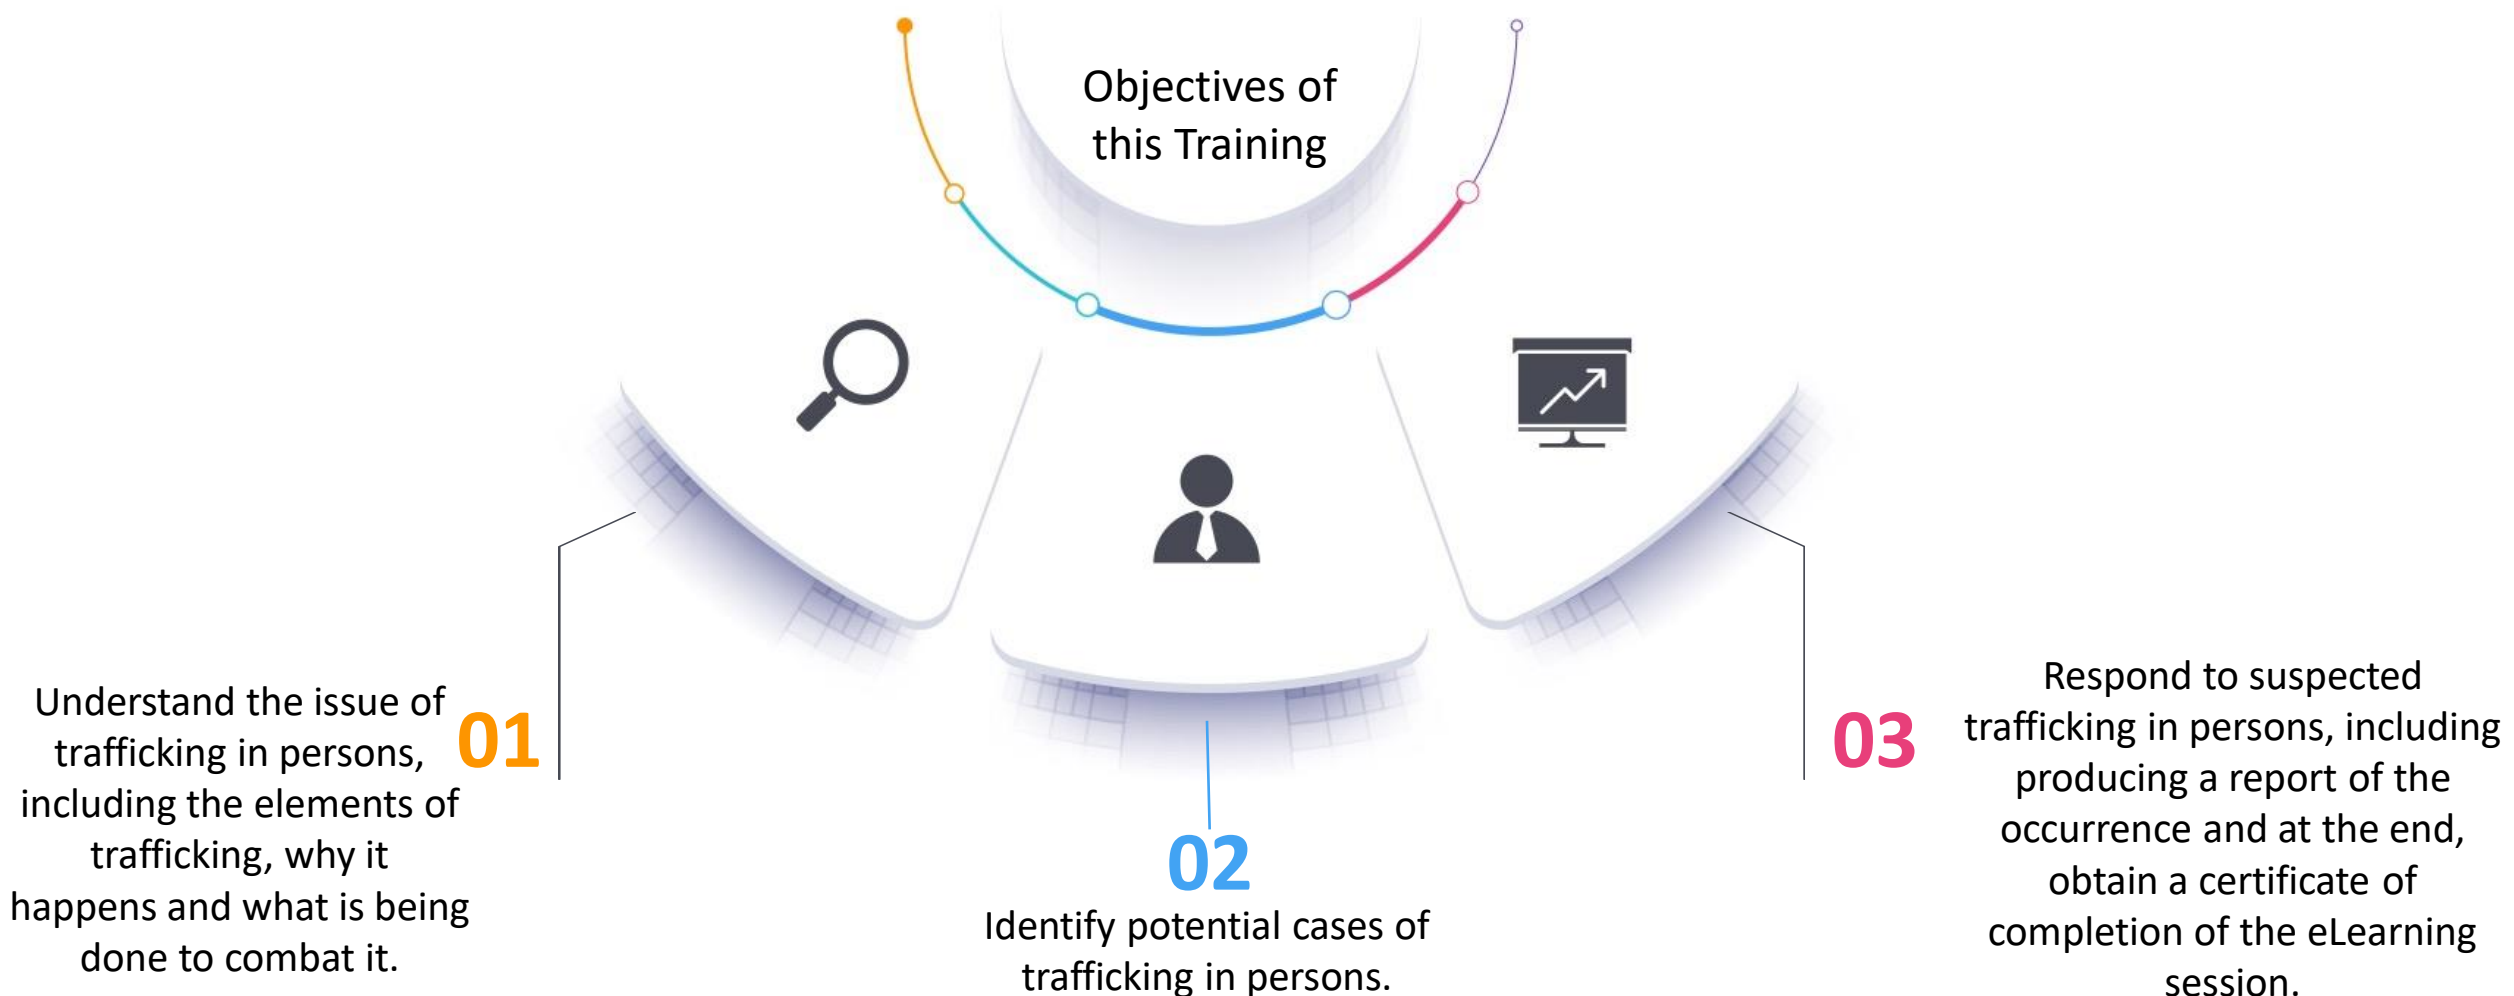 Objectives of
this Training
01
Understand the issue of
trafficking in persons,
including the elements of
trafficking, why it
happens and what is being
done to combat it.
02
Identify potential cases of
trafficking in persons.
03
Respond to suspected
trafficking in persons, including
producing a report of the
occurrence and at the end,
obtain a certificate of
completion of the eLearning
session.